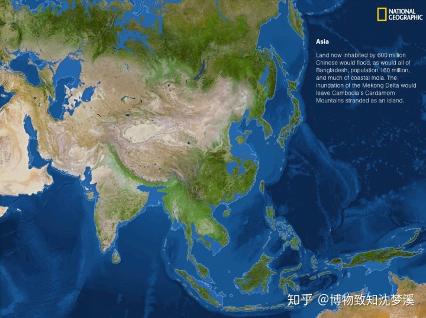 NATIONAL
GEOGRAPHIC
Asia
Land now inhabited by 600 million
Chinese would flood, as would all of
Bangladesh, population 160 million,
and much of coastal India. The
inundation of the Mekong Delta would
leave Cambodia's Cardamom
Mountains stranded as an island.
知乎 @博物致知沈梦溪